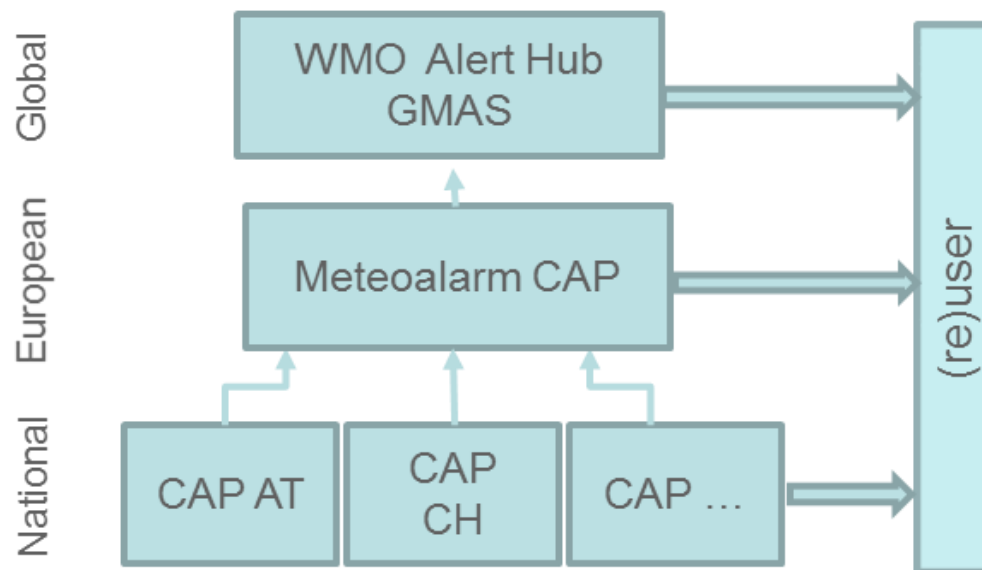 Global
WMO Alert Hub
GMAS
European
Meteoalarm CAP
(re)user
National
CAP AT
CAP
CH
CAP ...